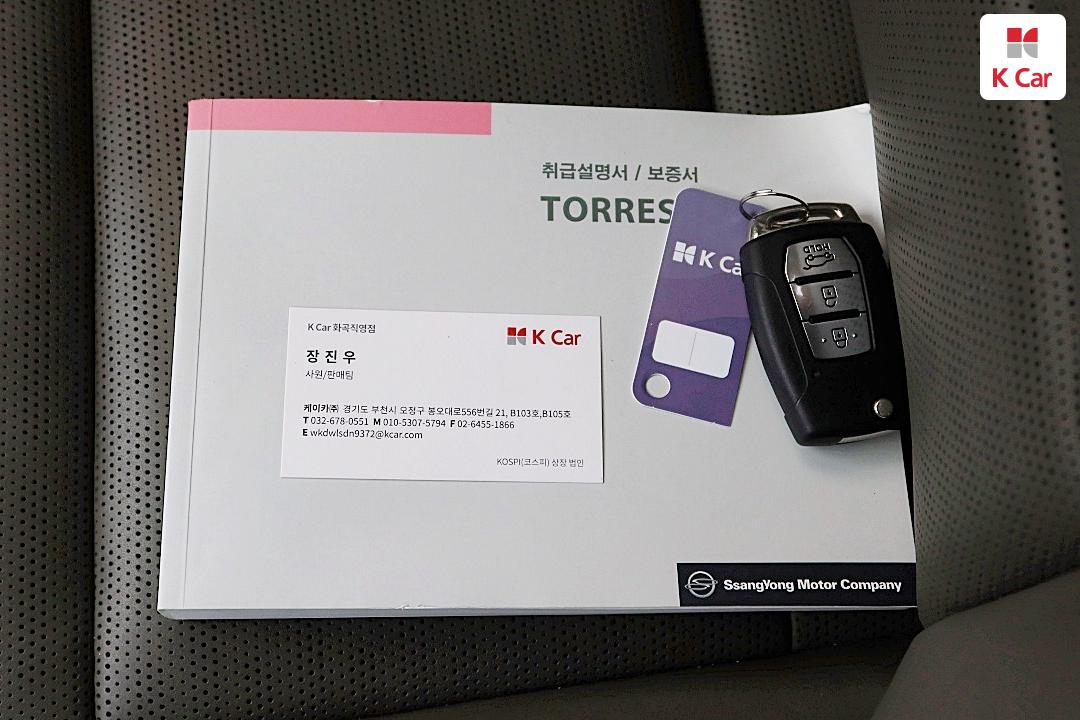 K Car
취급설명서 / 보증서
TORRES
K Ca
HOLD
K Car 화곡직영점
K Car
장진우
사원/판매팀
케이카㈜ 경기도 부천시 오정구 봉오대로556번길 21, B103호,B105호
T 032-678-0551 M 010-5307-5794 F 02-6455-1866
E wkdwlsdn9372@kcar.com
KOSPI(코스피) 상장 법인
SsangYong Motor Company